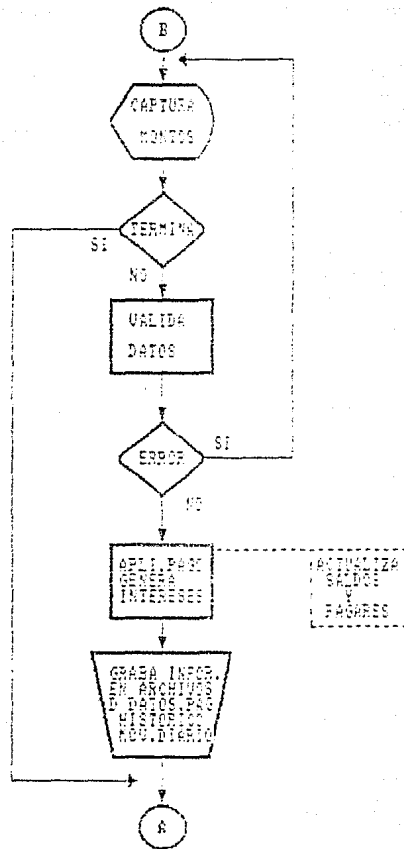 B
CAPTURA
MONTOS
TERMINA
SI
NO
VALIDA
DATOS
ERROR
SI
NO
APLI.PAGO
GENERA
INTERESES
ACTUALIZA
SALDOS
Y
PAGARES
GRABA INFOR.
EN ARCHIVOS
D.DATOS.PAG
HISTORICO
MOV.DIARIO
A